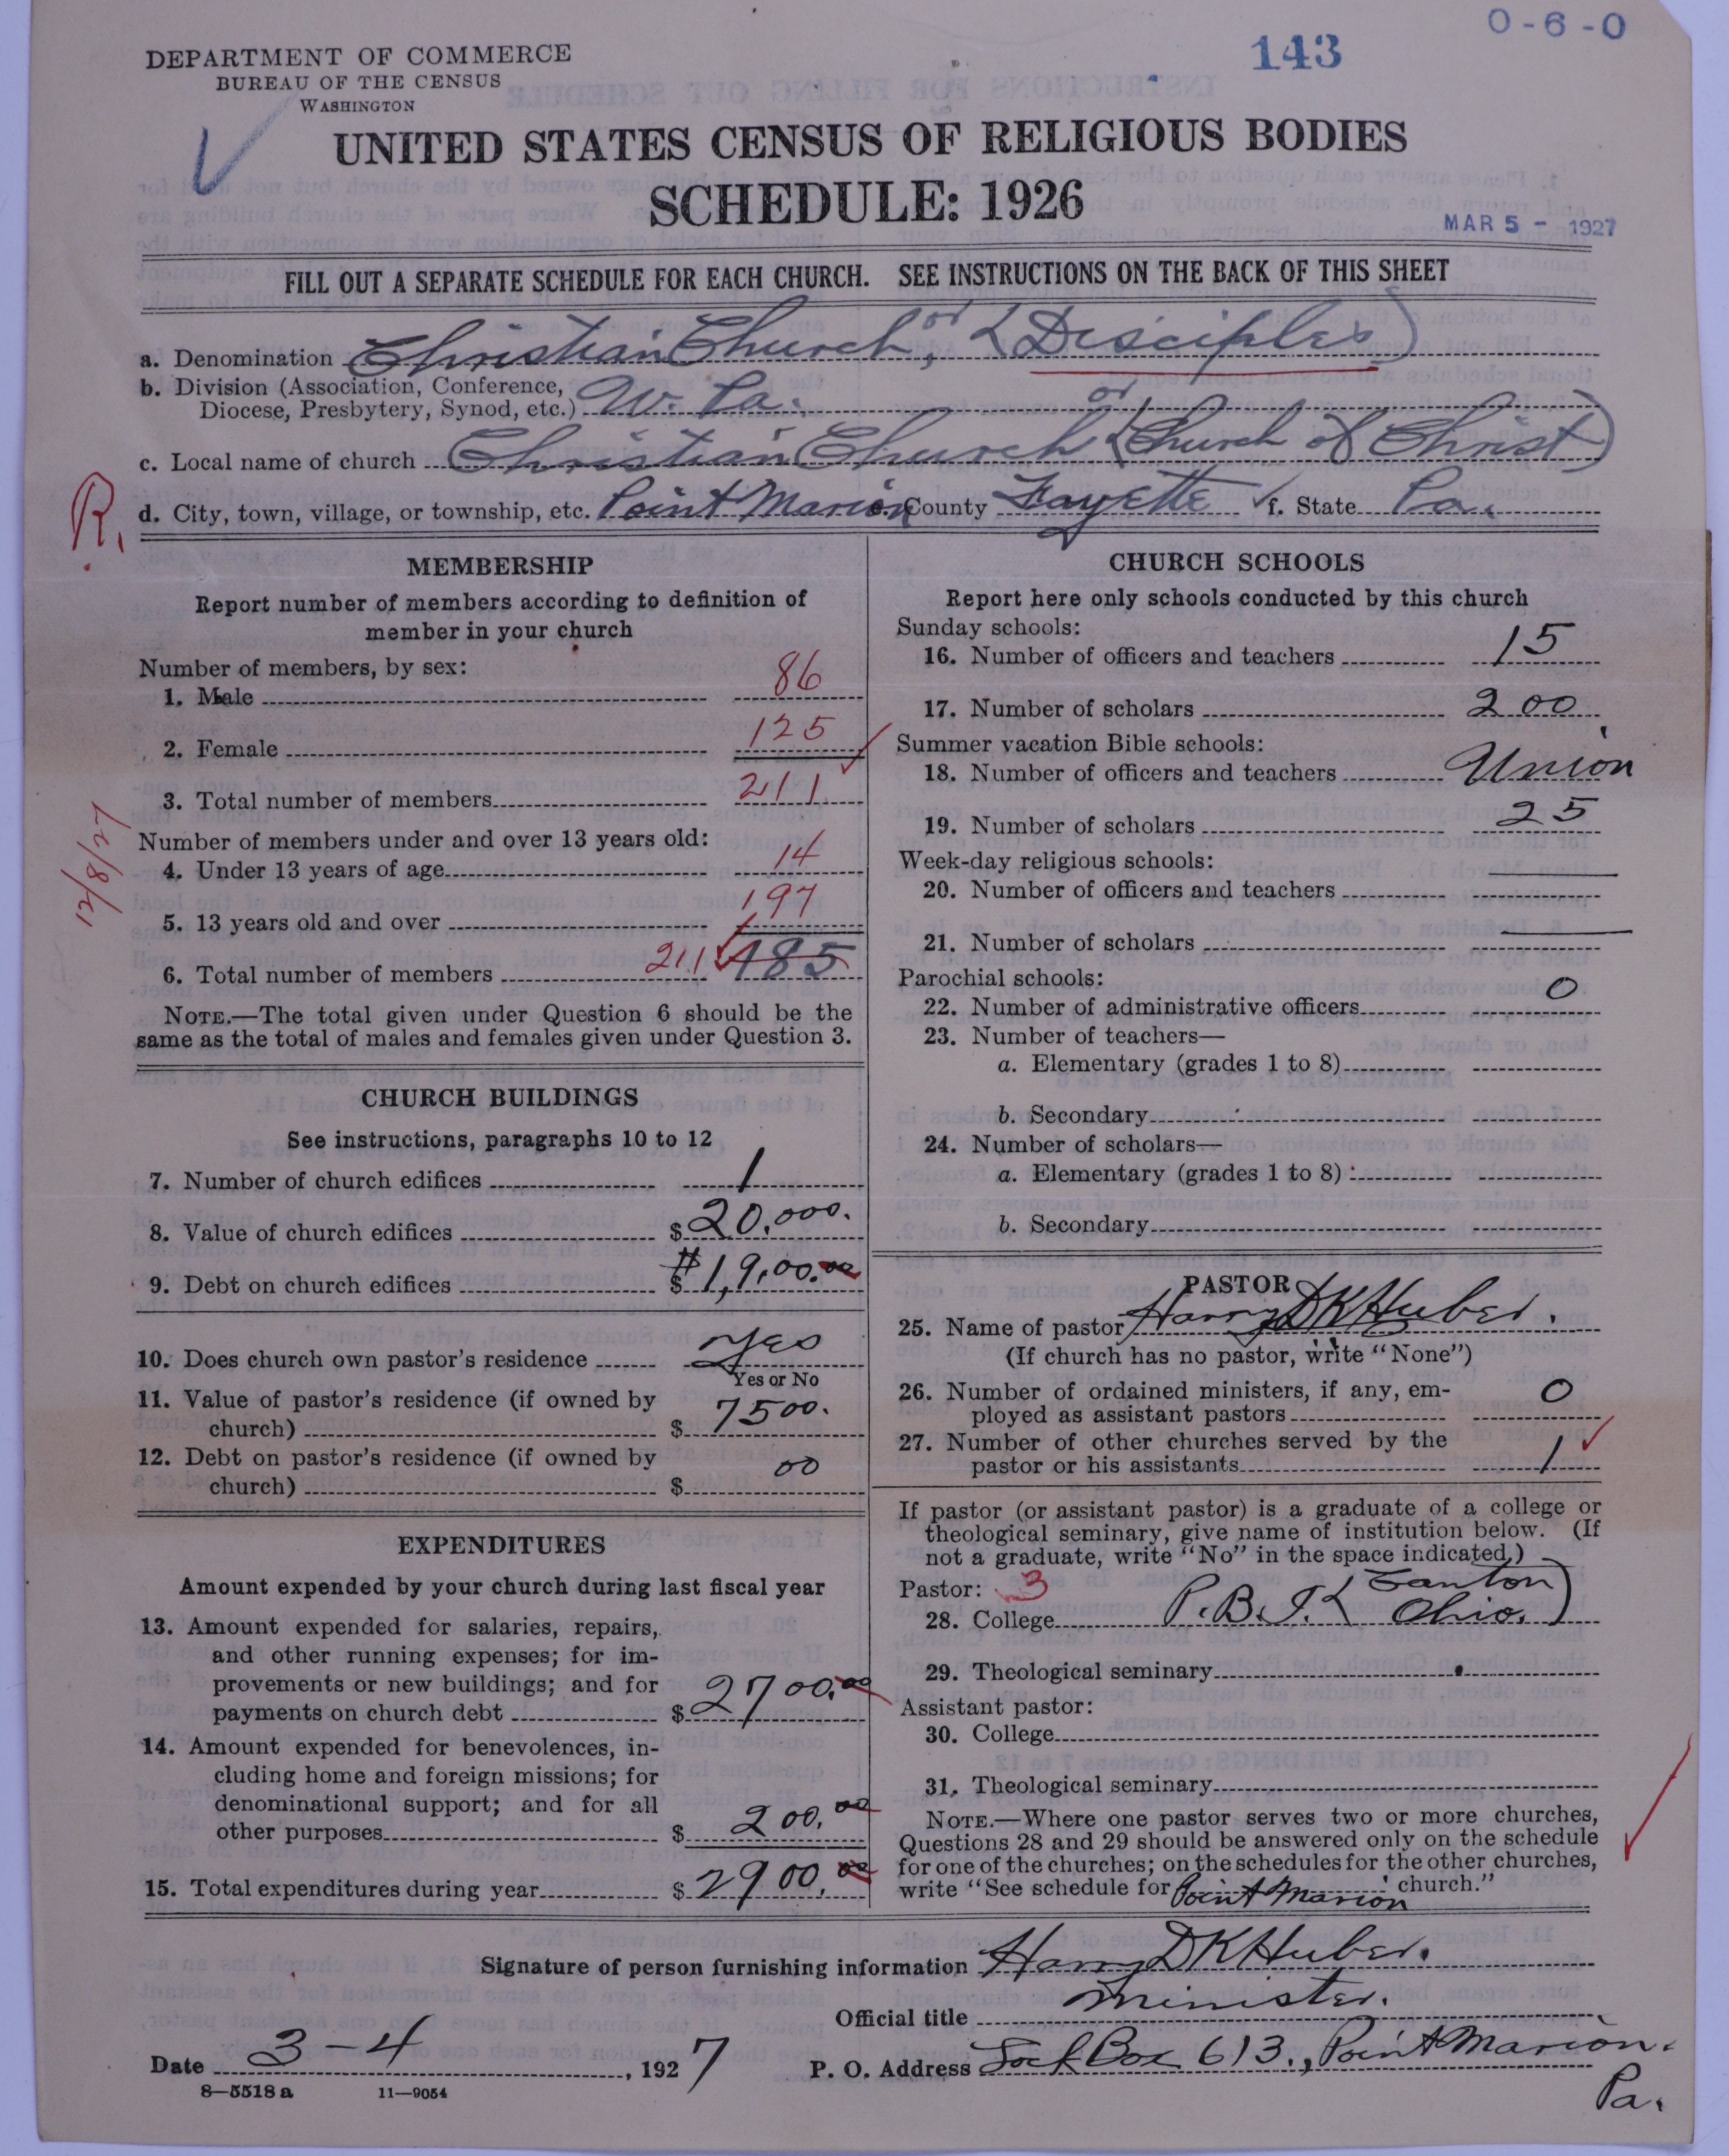 0-6-0
143
DEPARTMENT OF COMMERCE
BUREAU OF THE CENSUS
WASHINGTON
UNITED STATES CENSUS OF RELIGIOUS BODIES
SCHEDULE: 1926
MAR 5 - 1927
FILL OUT A SEPARATE SCHEDULE FOR EACH CHURCH. SEE INSTRUCTIONS ON THE BACK OF THIS SHEET
a. Denomination Christian Church, or (Disciples)
b. Division (Association, Conference,
Diocese, Presbytery, Synod, etc.) W. Pa.
c. Local name of church Christian Church or (Church of Christ)
R.
d. City, town, village, or township, etc. Point Marion County Fayette f. State Pa.
MEMBERSHIP
Report number of members according to definition of
member in your church
Number of members, by sex:
1. Male 86
2. Female 125
3. Total number of members 211
Number of members under and over 13 years old:
4. Under 13 years of age 14
5. 13 years old and over 197
6. Total number of members 211 185
12/8/27
NOTE.—The total given under Question 6 should be the
same as the total of males and females given under Question 3.
CHURCH BUILDINGS
See instructions, paragraphs 10 to 12
7. Number of church edifices 1
8. Value of church edifices $ 20,000.
9. Debt on church edifices $ #19,00.00
10. Does church own pastor's residence yes
Yes or No
11. Value of pastor's residence (if owned by
church) $ 7500.
12. Debt on pastor's residence (if owned by
church) $ 00
EXPENDITURES
Amount expended by your church during last fiscal year
13. Amount expended for salaries, repairs,
and other running expenses; for im-
provements or new buildings; and for
payments on church debt $ 2700.00
14. Amount expended for benevolences, in-
cluding home and foreign missions; for
denominational support; and for all
other purposes $ 200.00
15. Total expenditures during year $ 2900.00
CHURCH SCHOOLS
Report here only schools conducted by this church
Sunday schools:
16. Number of officers and teachers 15
17. Number of scholars 200
Summer vacation Bible schools:
18. Number of officers and teachers Union
19. Number of scholars 25
Week-day religious schools:
20. Number of officers and teachers
21. Number of scholars
Parochial schools:
22. Number of administrative officers 0
23. Number of teachers—
a. Elementary (grades 1 to 8)
b. Secondary
24. Number of scholars—
a. Elementary (grades 1 to 8)
b. Secondary
PASTOR
25. Name of pastor Harry D K Huber.
(If church has no pastor, write "None")
26. Number of ordained ministers, if any, em-
ployed as assistant pastors 0
27. Number of other churches served by the
pastor or his assistants 1
If pastor (or assistant pastor) is a graduate of a college or
theological seminary, give name of institution below. (If
not a graduate, write "No" in the space indicated.)
Pastor: 3
28. College P.B.I. (Canton Ohio.)
29. Theological seminary
Assistant pastor:
30. College
31. Theological seminary
NOTE.—Where one pastor serves two or more churches,
Questions 28 and 29 should be answered only on the schedule
for one of the churches; on the schedules for the other churches,
write "See schedule for Point Marion church."
Signature of person furnishing information Harry D K Huber.
Official title Minister.
Date 3-4, 1927 P. O. Address Lock Box 613., Point Marion.
Pa.
8—5518 a 11—9054